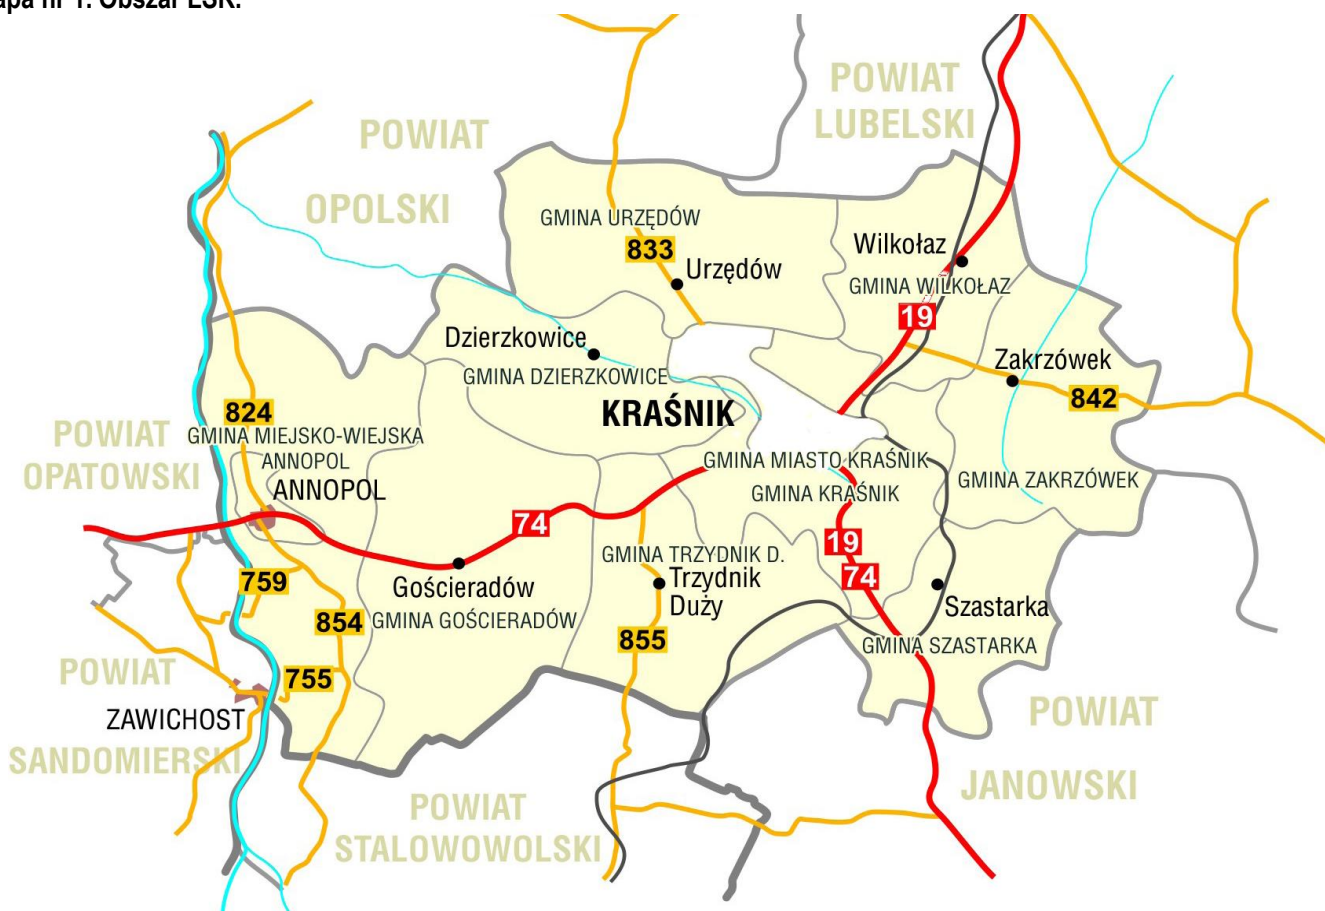 apa nr 1. Obszar LSR.
POWIAT
LUBELSKI
POWIAT
OPOLSKI
GMINA URZĘDÓW
833
Urzędów
Wilkołaz
GMINA WILKOŁAZ
19
Dzierzkowice
GMINA DZIERZKOWICE
Zakrzówek
842
KRAŚNIK
824
GMINA MIEJSKO-WIEJSKA
ANNOPOL
ANNOPOL
POWIAT
OPATOWSKI
GMINA MIASTO KRAŚNIK
GMINA KRAŚNIK
GMINA ZAKRZÓWEK
74
19
74
GMINA TRZYDNIK D.
Trzydnik
Duży
855
Gościeradów
GMINA GOŚCIERADÓW
759
854
755
Szastarka
GMINA SZASTARKA
POWIAT
ZAWICHOST
SANDOMIERSKI
POWIAT
JANOWSKI
POWIAT
STALOWOWOLSKI